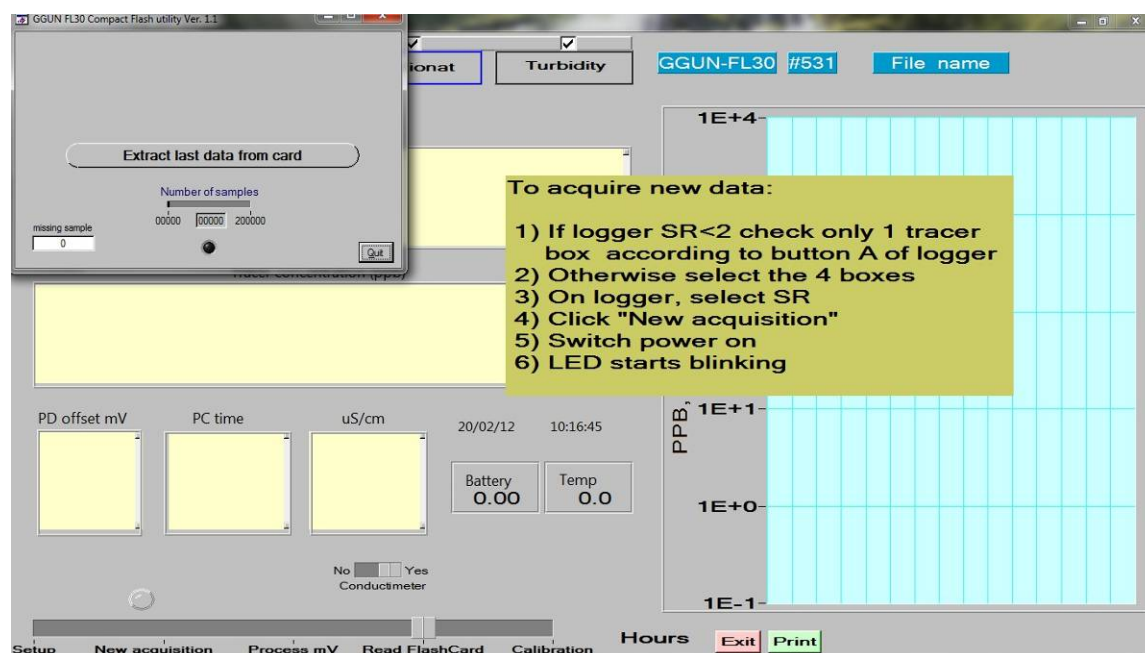 GGUN FL30 Compact Flash utility Ver. 1.1
Extract last data from card
Number of samples
00000 00000 200000
missing sample
0
Quit
ionat
Turbidity
GGUN-FL30 #531 File name
To acquire new data:
1) If logger SR<2 check only 1 tracer
box according to button A of logger
2) Otherwise select the 4 boxes
3) On logger, select SR
4) Click "New acquisition"
5) Switch power on
6) LED starts blinking
Tracer concentration (ppb)
PD offset mV
PC time
uS/cm
20/02/12 10:16:45
Battery
0.00
Temp
0.0
No Yes
Conductimeter
Setup New acquisition Process mV Read FlashCard Calibration
1E+4
1E+1
1E+0
1E-1
PPB,
Hours
Exit Print